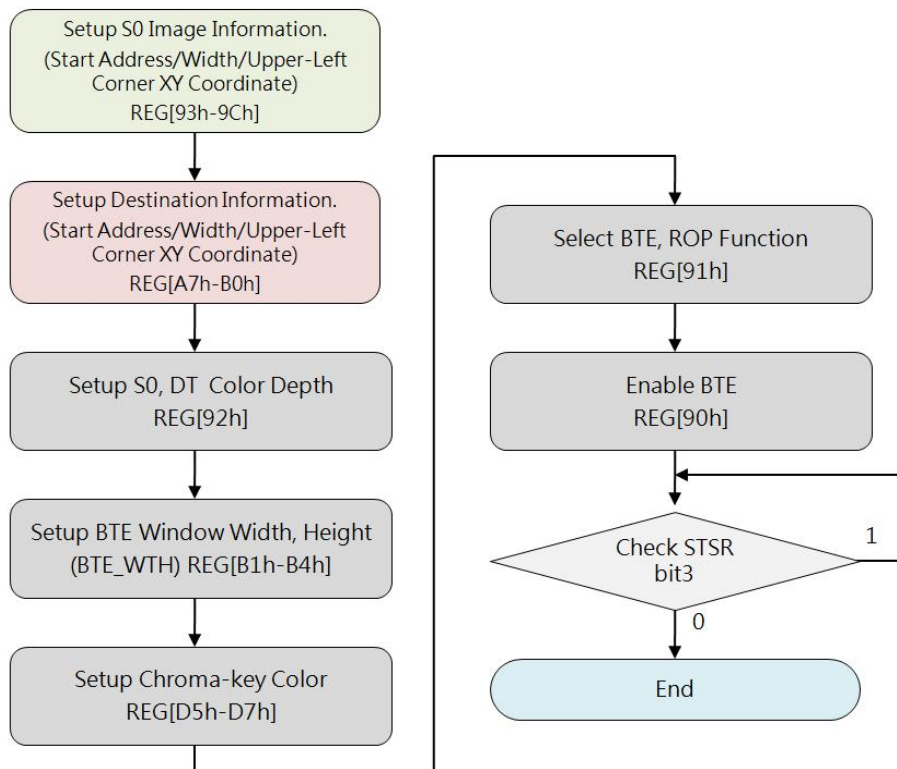 Setup S0 Image Information.
(Start Address/Width/Upper-Left
Corner XY Coordinate)
REG[93h-9Ch]
Setup Destination Information.
(Start Address/Width/Upper-Left
Corner XY Coordinate)
REG[A7h-B0h]
Setup S0, DT Color Depth
REG[92h]
Setup BTE Window Width, Height
(BTE_WTH) REG[B1h-B4h]
Setup Chroma-key Color
REG[D5h-D7h]
Select BTE, ROP Function
REG[91h]
Enable BTE
REG[90h]
Check STSR
bit3
1
0
End